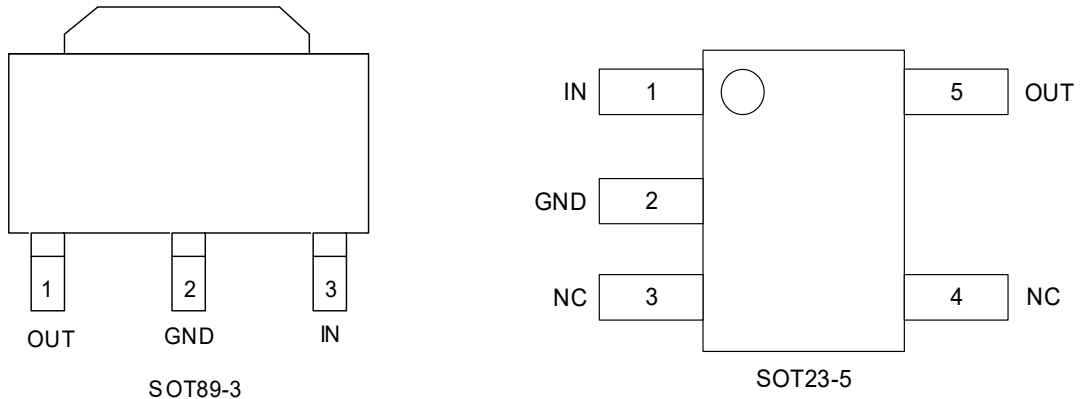 1
2
3
OUT
GND
IN
SOT89-3
IN 1 5 OUT
GND 2
NC 3 4 NC
SOT23-5